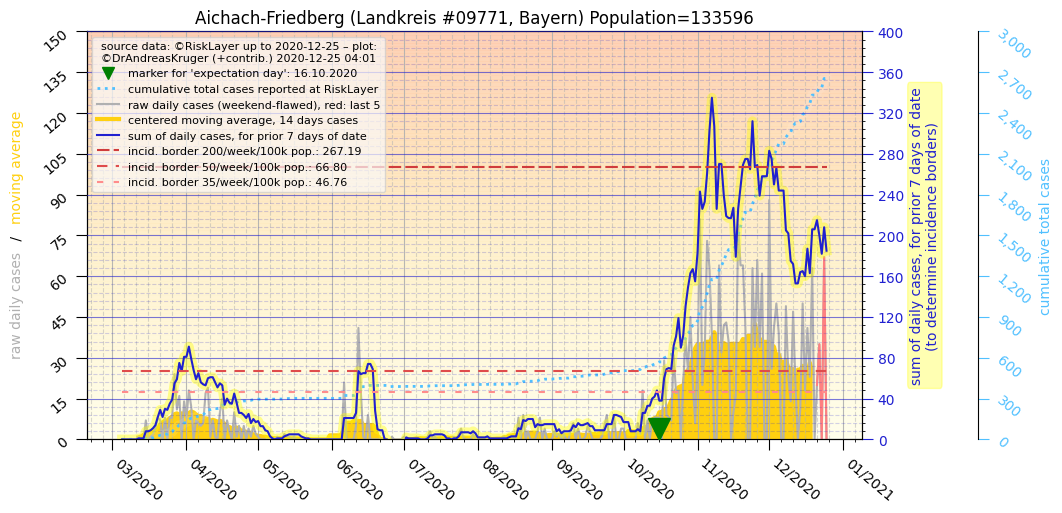 Aichach-Friedberg (Landkreis #09771, Bayern) Population=133596
source data: ©RiskLayer up to 2020-12-25 – plot:
©DrAndreasKruger (+contrib.) 2020-12-25 04:01
marker for 'expectation day': 16.10.2020
cumulative total cases reported at RiskLayer
raw daily cases (weekend-flawed), red: last 5
centered moving average, 14 days cases
sum of daily cases, for prior 7 days of date
incid. border 200/week/100k pop.: 267.19
incid. border 50/week/100k pop.: 66.80
incid. border 35/week/100k pop.: 46.76
raw daily cases / moving average
150
135
120
105
90
75
60
45
30
15
0
03/2020
04/2020
05/2020
06/2020
07/2020
08/2020
09/2020
10/2020
11/2020
12/2020
01/2021
400
360
320
280
240
200
160
120
80
40
0
sum of daily cases, for prior 7 days of date
(to determine incidence borders)
3,000
2,700
2,400
2,100
1,800
1,500
1,200
900
600
300
0
cumulative total cases